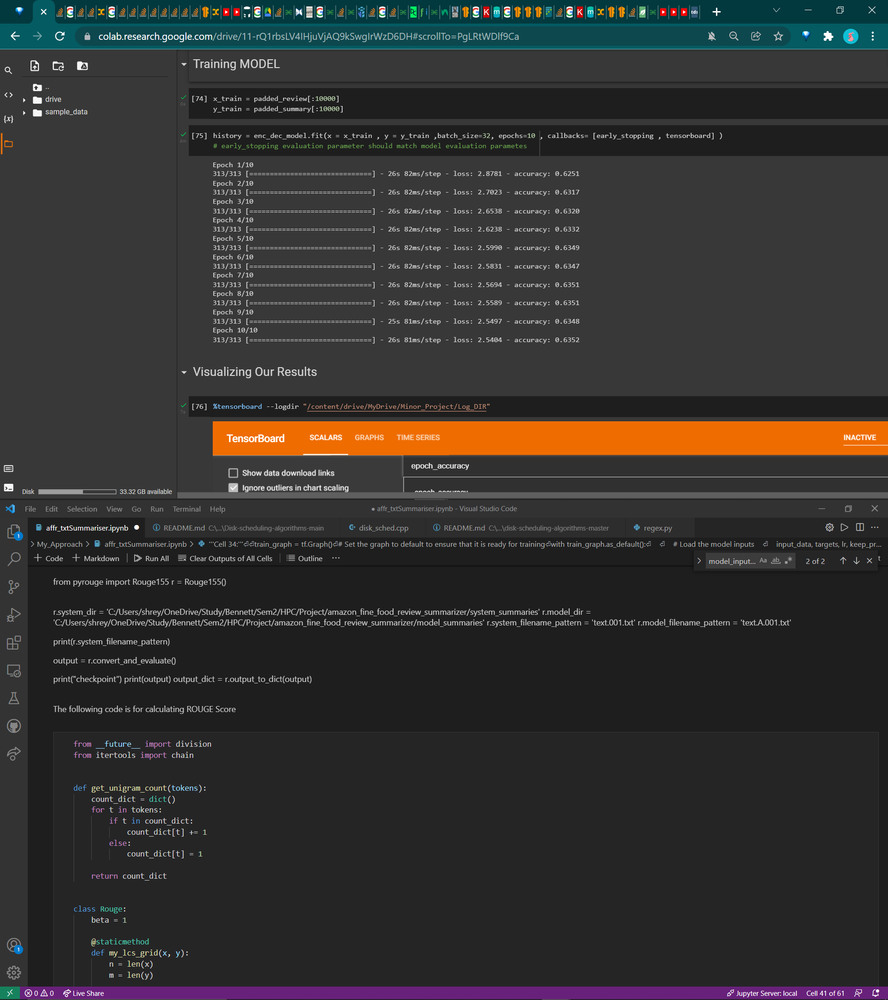 colab.research.google.com/drive/11-rQ1rbsLV4IHjuVjAQ9kSwgIrWzD6DH#scrollTo=PgLRtWDlf9Ca
..
drive
sample_data
{x}
Disk 33.32 GB available
Training MODEL
[74] x_train = padded_review[:10000]
y_train = padded_summary[:10000]
0s
[75] history = enc_dec_model.fit(x = x_train , y = y_train ,batch_size=32, epochs=10 , callbacks= [early_stopping , tensorboard] )
4m
# early_stopping evaluation parameter should match model evaluation parametes
Epoch 1/10
313/313 [==============================] - 26s 82ms/step - loss: 2.8781 - accuracy: 0.6251
Epoch 2/10
313/313 [==============================] - 26s 82ms/step - loss: 2.7023 - accuracy: 0.6317
Epoch 3/10
313/313 [==============================] - 26s 82ms/step - loss: 2.6538 - accuracy: 0.6320
Epoch 4/10
313/313 [==============================] - 26s 82ms/step - loss: 2.6238 - accuracy: 0.6332
Epoch 5/10
313/313 [==============================] - 26s 82ms/step - loss: 2.5990 - accuracy: 0.6349
Epoch 6/10
313/313 [==============================] - 26s 82ms/step - loss: 2.5831 - accuracy: 0.6347
Epoch 7/10
313/313 [==============================] - 26s 82ms/step - loss: 2.5694 - accuracy: 0.6351
Epoch 8/10
313/313 [==============================] - 26s 82ms/step - loss: 2.5589 - accuracy: 0.6351
Epoch 9/10
313/313 [==============================] - 25s 81ms/step - loss: 2.5497 - accuracy: 0.6348
Epoch 10/10
313/313 [==============================] - 26s 81ms/step - loss: 2.5404 - accuracy: 0.6352
Visualizing Our Results
[76] %tensorboard --logdir "/content/drive/MyDrive/Minor_Project/Log_DIR"
7s
TensorBoard SCALARS GRAPHS TIME SERIES INACTIVE
Show data download links
Ignore outliers in chart scaling
epoch_accuracy
epoch_accuracy
File Edit Selection View Go Run Terminal Help
● affr_txtSummariser.ipynb - Visual Studio Code
affr_txtSummariser.ipynb ● README.md C:\...\Disk-scheduling-algorithms-main disk_sched.cpp README.md C:\...\disk-scheduling-algorithms-master regex.py
> My_Approach > affr_txtSummariser.ipynb > '''Cell 34:'''⏎⏎train_graph = tf.Graph()⏎# Set the graph to default to ensure that it is ready for training⏎with train_graph.as_default():⏎ ⏎ # Load the model inputs ⏎ input_data, targets, lr, keep_pr...
+ Code + Markdown Run All Clear Outputs of All Cells Outline ...
model_input... Aa ab 2 of 2
from pyrouge import Rouge155 r = Rouge155()
r.system_dir = 'C:/Users/shrey/OneDrive/Study/Bennett/Sem2/HPC/Project/amazon_fine_food_review_summarizer/system_summaries' r.model_dir =
'C:/Users/shrey/OneDrive/Study/Bennett/Sem2/HPC/Project/amazon_fine_food_review_summarizer/model_summaries' r.system_filename_pattern = 'text.001.txt' r.model_filename_pattern = 'text.A.001.txt'
print(r.system_filename_pattern)
output = r.convert_and_evaluate()
print("checkpoint") print(output) output_dict = r.output_to_dict(output)
The following code is for calculating ROUGE Score
from __future__ import division
from itertools import chain
def get_unigram_count(tokens):
count_dict = dict()
for t in tokens:
if t in count_dict:
count_dict[t] += 1
else:
count_dict[t] = 1
return count_dict
class Rouge:
beta = 1
@staticmethod
def my_lcs_grid(x, y):
n = len(x)
m = len(y)
1
1
0 0 Live Share
Jupyter Server: local Cell 41 of 61